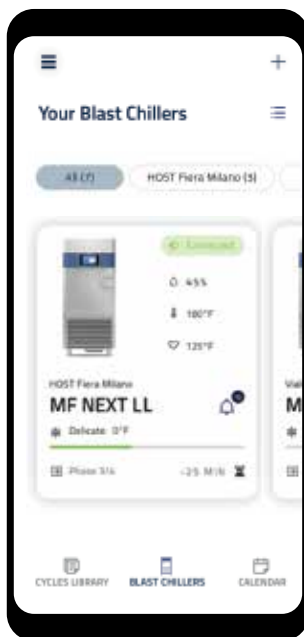 Your Blast Chillers
All (7)
HOST Fiera Milano (3)
Connected
45%
180°F
125°F
HOST Fiera Milano
MF NEXT LL
M
Delicate 0°F
Phase 3/4
-25 MIN
CYCLES LIBRARY
BLAST CHILLERS
CALENDAR